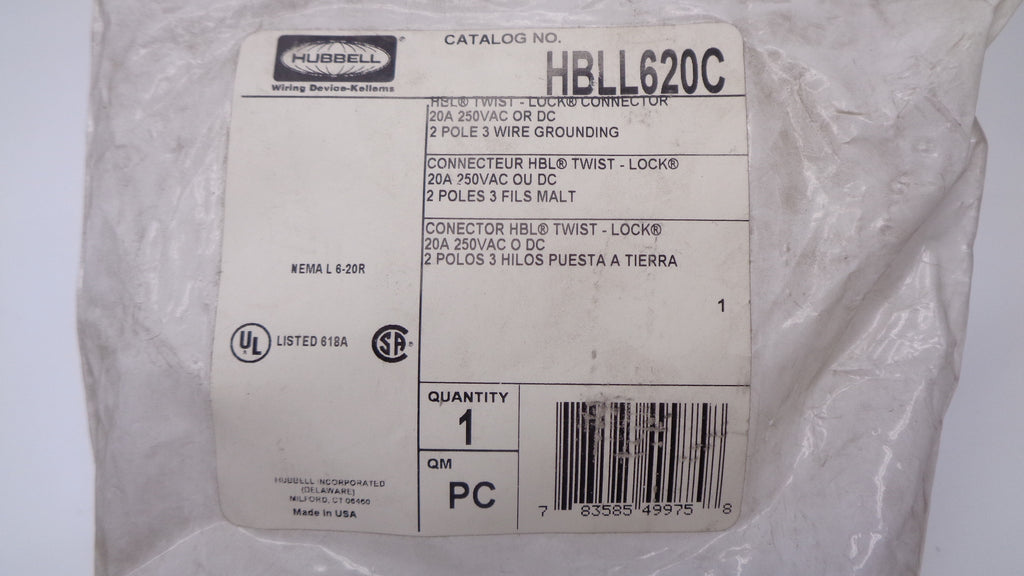 HUBBELL®
Wiring Device-Kellems
CATALOG NO.
HBLL620C
HBL® TWIST - LOCK® CONNECTOR
20A 250VAC OR DC
2 POLE 3 WIRE GROUNDING
CONNECTEUR HBL® TWIST - LOCK®
20A 250VAC OU DC
2 POLES 3 FILS MALT
CONECTOR HBL® TWIST - LOCK®
20A 250VAC O DC
2 POLOS 3 HILOS PUESTA A TIERRA
1
NEMA L 6-20R
UL LISTED 618A
SA®
QUANTITY
1
QM
PC
HUBBELL INCORPORATED
(DELAWARE)
MILFORD, CT 06460
Made in USA
7 83585 49975 8